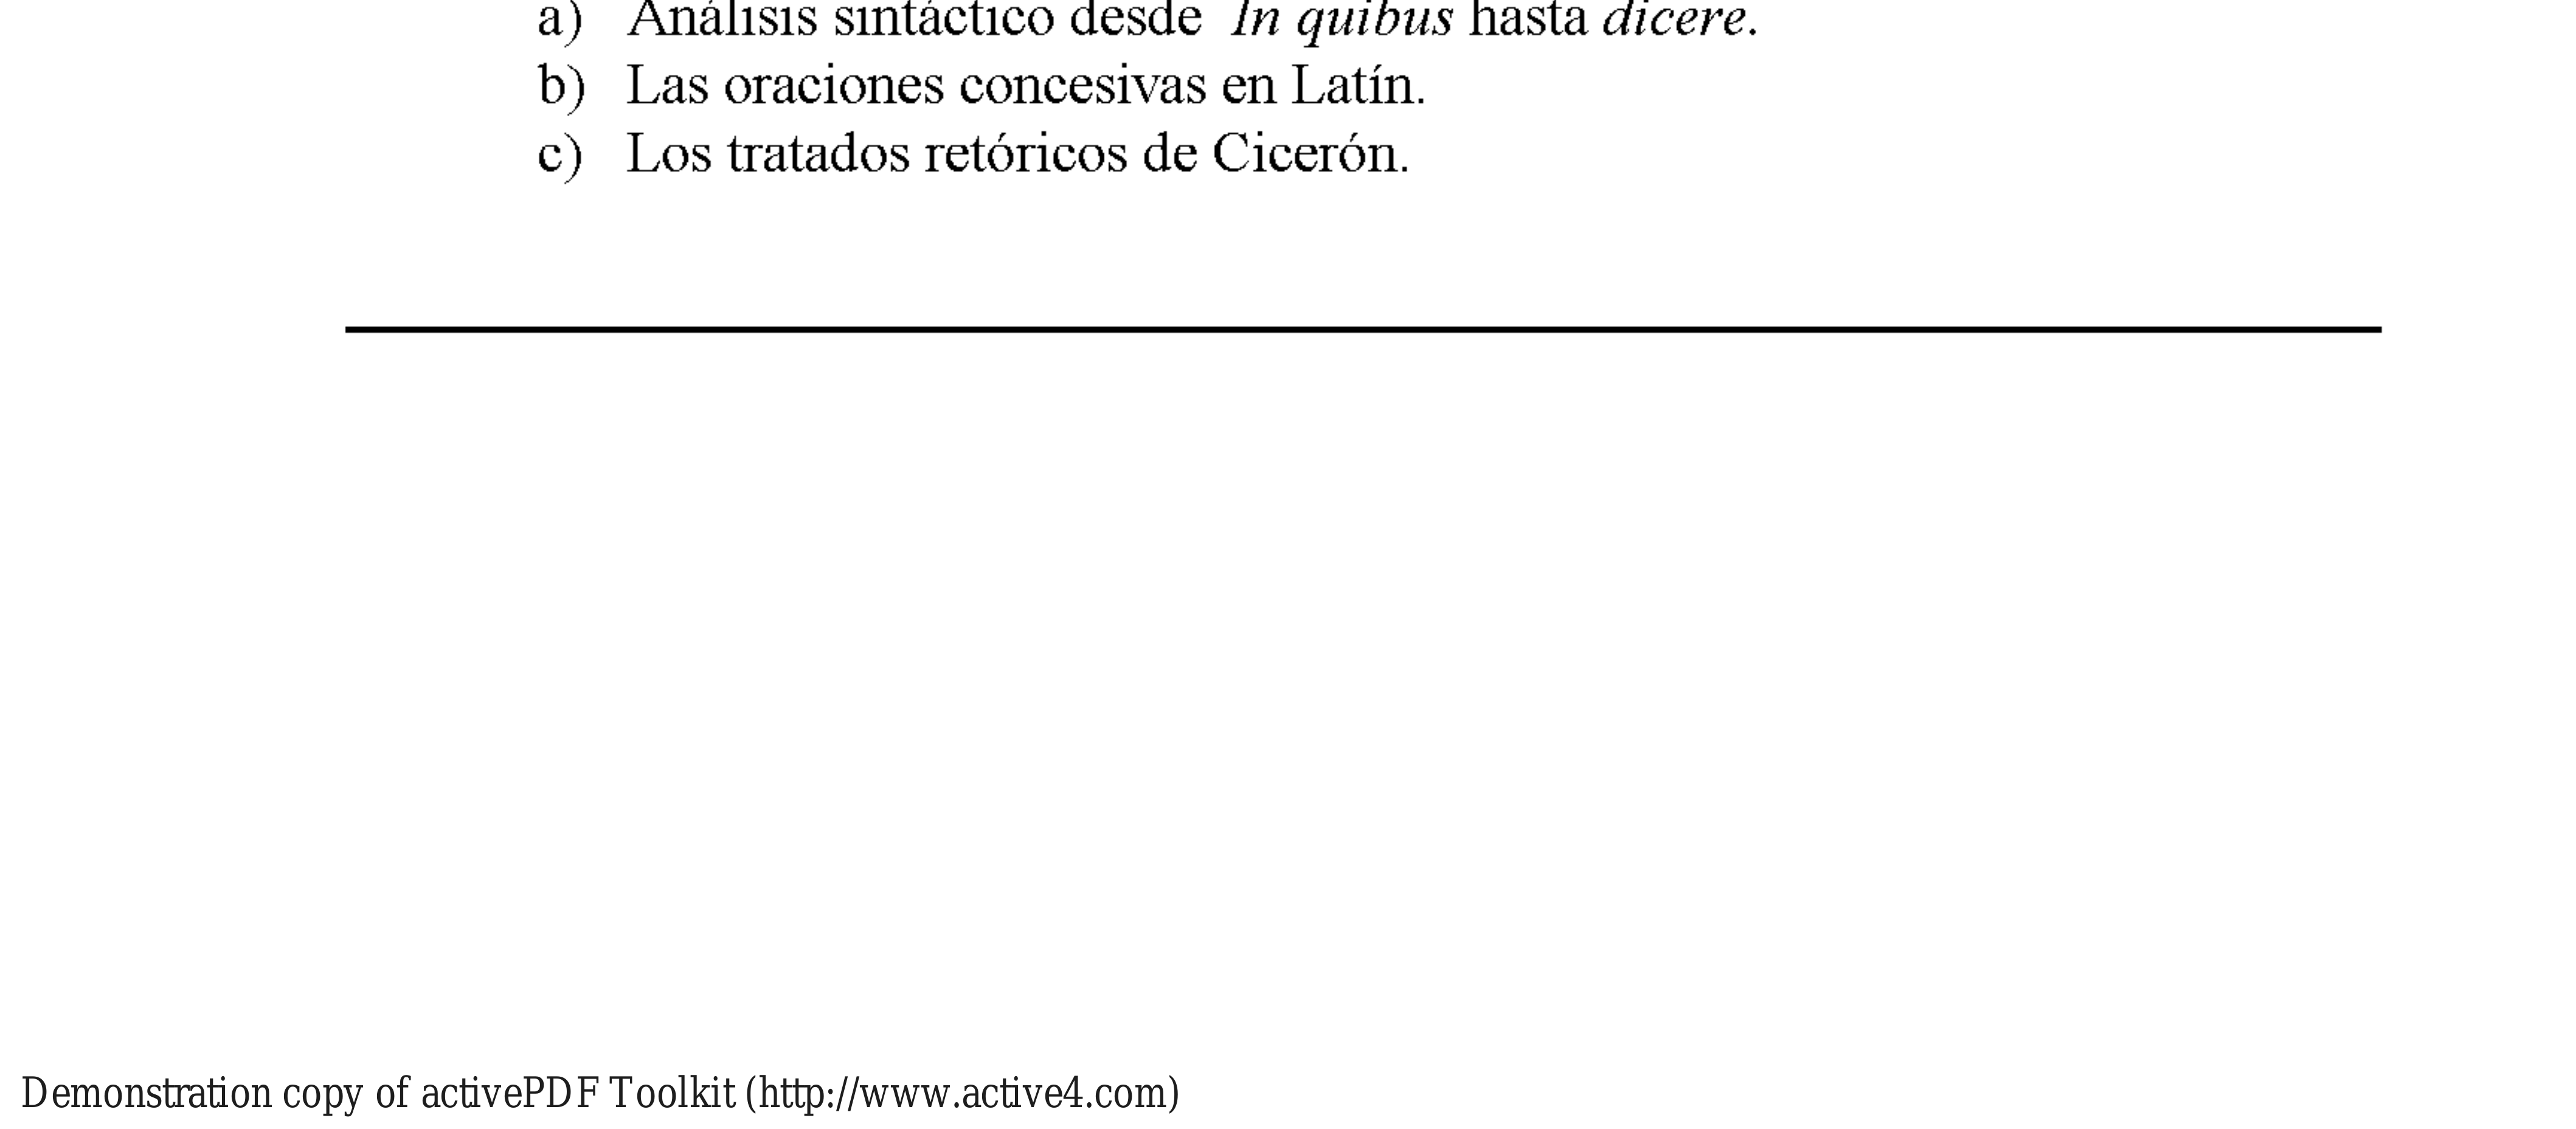 a) Análisis sintáctico desde In quibus hasta dicere.
b) Las oraciones concesivas en Latín.
c) Los tratados retóricos de Cicerón.
Demonstration copy of activePDF Toolkit (http://www.active4.com)